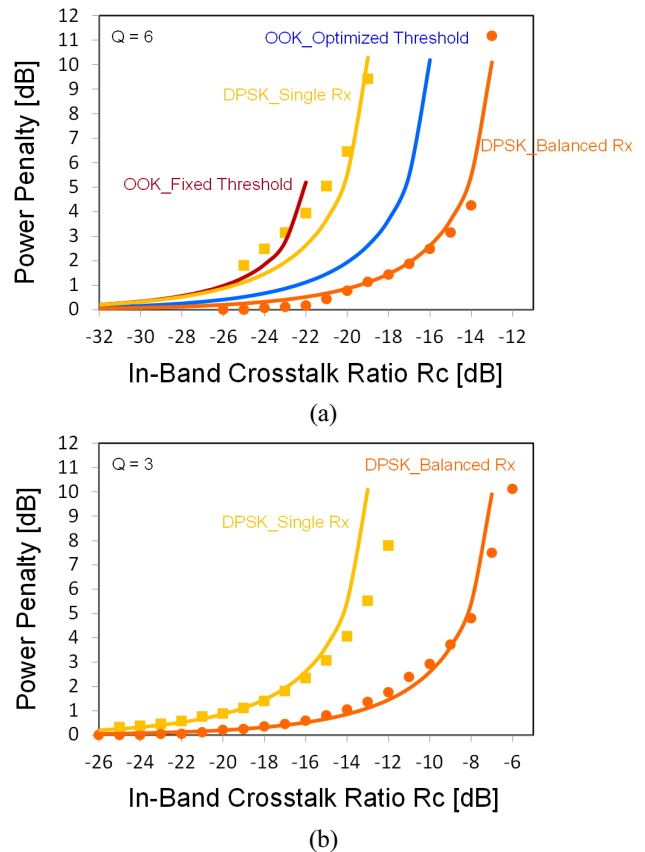 12
11
10
9
8
7
6
5
4
3
2
1
0
Power Penalty [dB]
Q = 6
OOK_Optimized Threshold
DPSK_Single Rx
DPSK_Balanced Rx
OOK_Fixed Threshold
-32 -30 -28 -26 -24 -22 -20 -18 -16 -14 -12
In-Band Crosstalk Ratio Rc [dB]
(a)
12
11
10
9
8
7
6
5
4
3
2
1
0
Power Penalty [dB]
Q = 3
DPSK_Balanced Rx
DPSK_Single Rx
-26 -24 -22 -20 -18 -16 -14 -12 -10 -8 -6
In-Band Crosstalk Ratio Rc [dB]
(b)